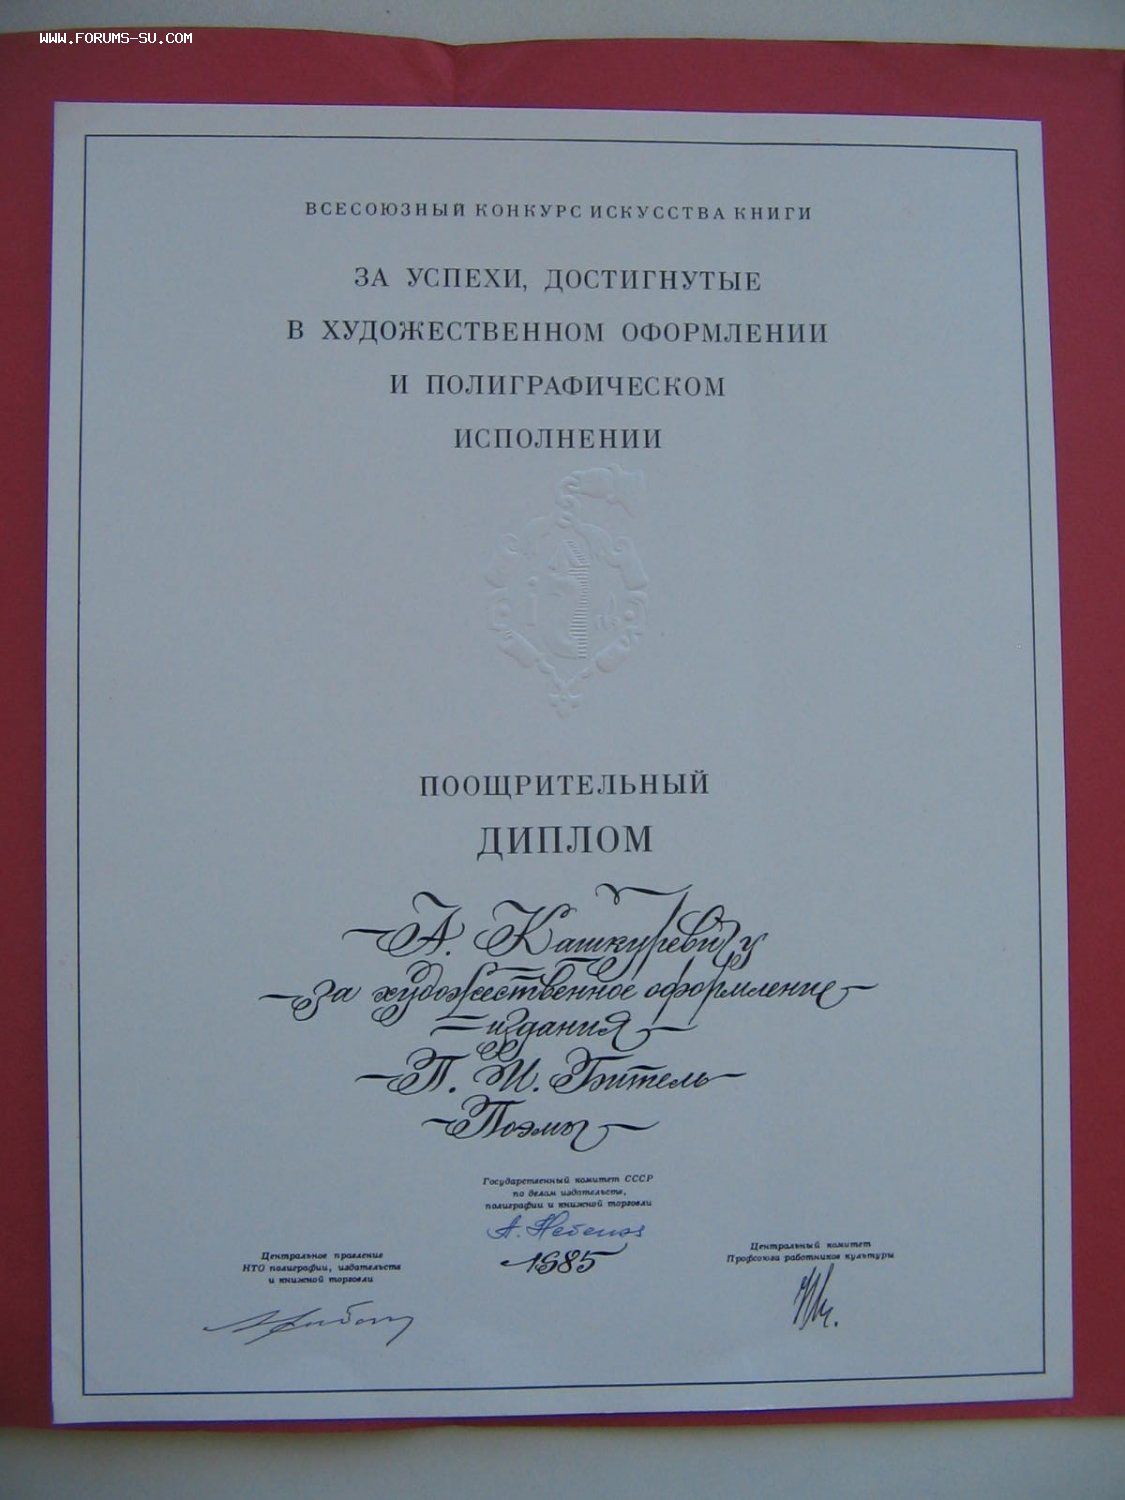 WWW.FORUMS-SU.COM
ВСЕСОЮЗНЫЙ КОНКУРС ИСКУССТВА КНИГИ
ЗА УСПЕХИ, ДОСТИГНУТЫЕ
В ХУДОЖЕСТВЕННОМ ОФОРМЛЕНИИ
И ПОЛИГРАФИЧЕСКОМ
ИСПОЛНЕНИИ
ПООЩРИТЕЛЬНЫЙ
ДИПЛОМ
А. Кашкуревичу
за художественное оформление
издания
П. И. Битель
Поэмы
Государственный комитет СССР
по делам издательств,
полиграфии и книжной торговли
1985
Центральное правление
НТО полиграфии, издательств
и книжной торговли
Центральный комитет
Профсоюза работников культуры